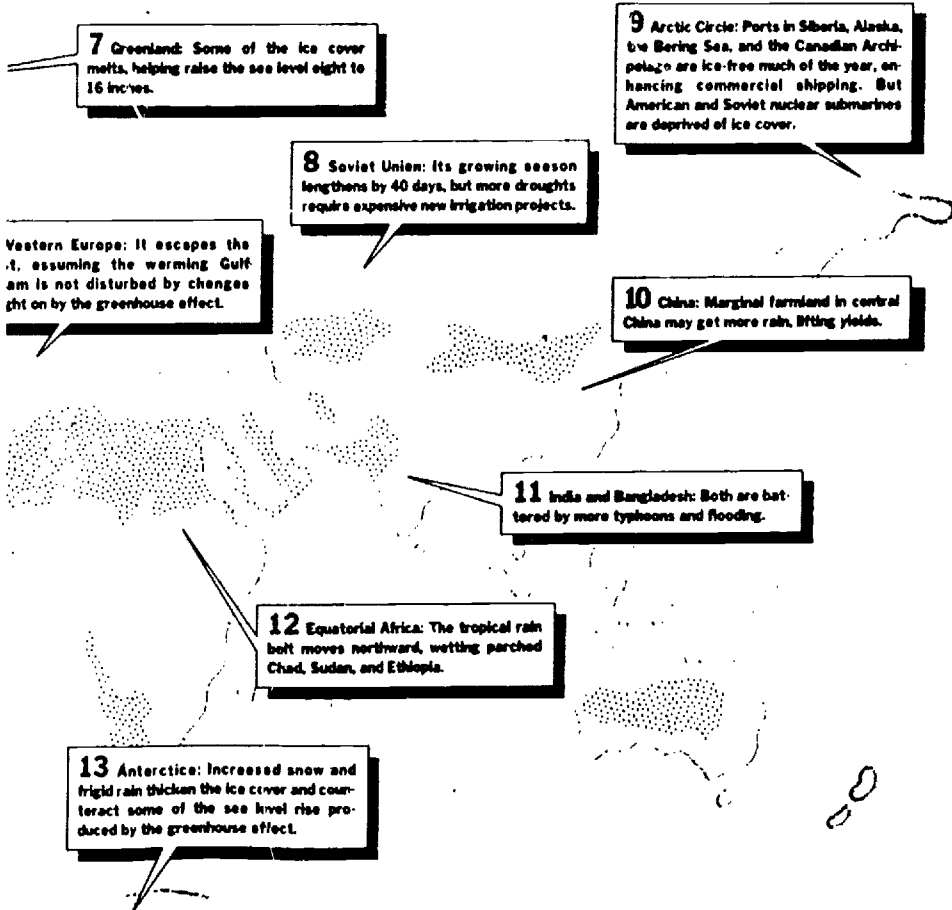 7 Greenland: Some of the ice cover
melts, helping raise the sea level eight to
16 inches.
8 Soviet Union: Its growing season
lengthens by 40 days, but more droughts
require expensive new irrigation projects.
9 Arctic Circle: Ports in Siberia, Alaska,
the Bering Sea, and the Canadian Archi-
pelago are ice-free much of the year, en-
hancing commercial shipping. But
American and Soviet nuclear submarines
are deprived of ice cover.
Western Europe: It escapes the
assuming the warming Gulf
is not disturbed by changes
by the greenhouse effect.
10 China: Marginal farmland in central
China may get more rain, lifting yields.
11 India and Bangladesh: Both are bat-
tered by more typhoons and flooding.
12 Equatorial Africa: The tropical rain
belt moves northward, wetting parched
Chad, Sudan, and Ethiopia.
13 Antarctica: Increased snow and
frigid rain thicken the ice cover and coun-
teract some of the sea level rise pro-
duced by the greenhouse effect.